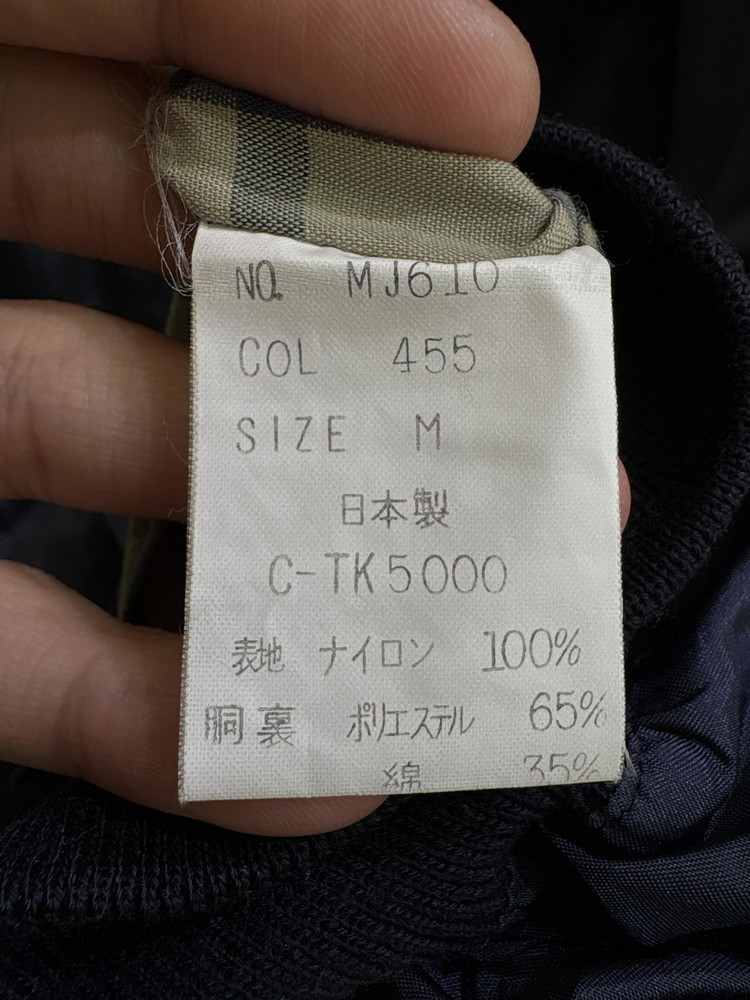 NO. MJ610
COL 455
SIZE M
日本製
C-TK5000
表地 ナイロン 100%
胴裏 ポリエステル 65%
綿 35%